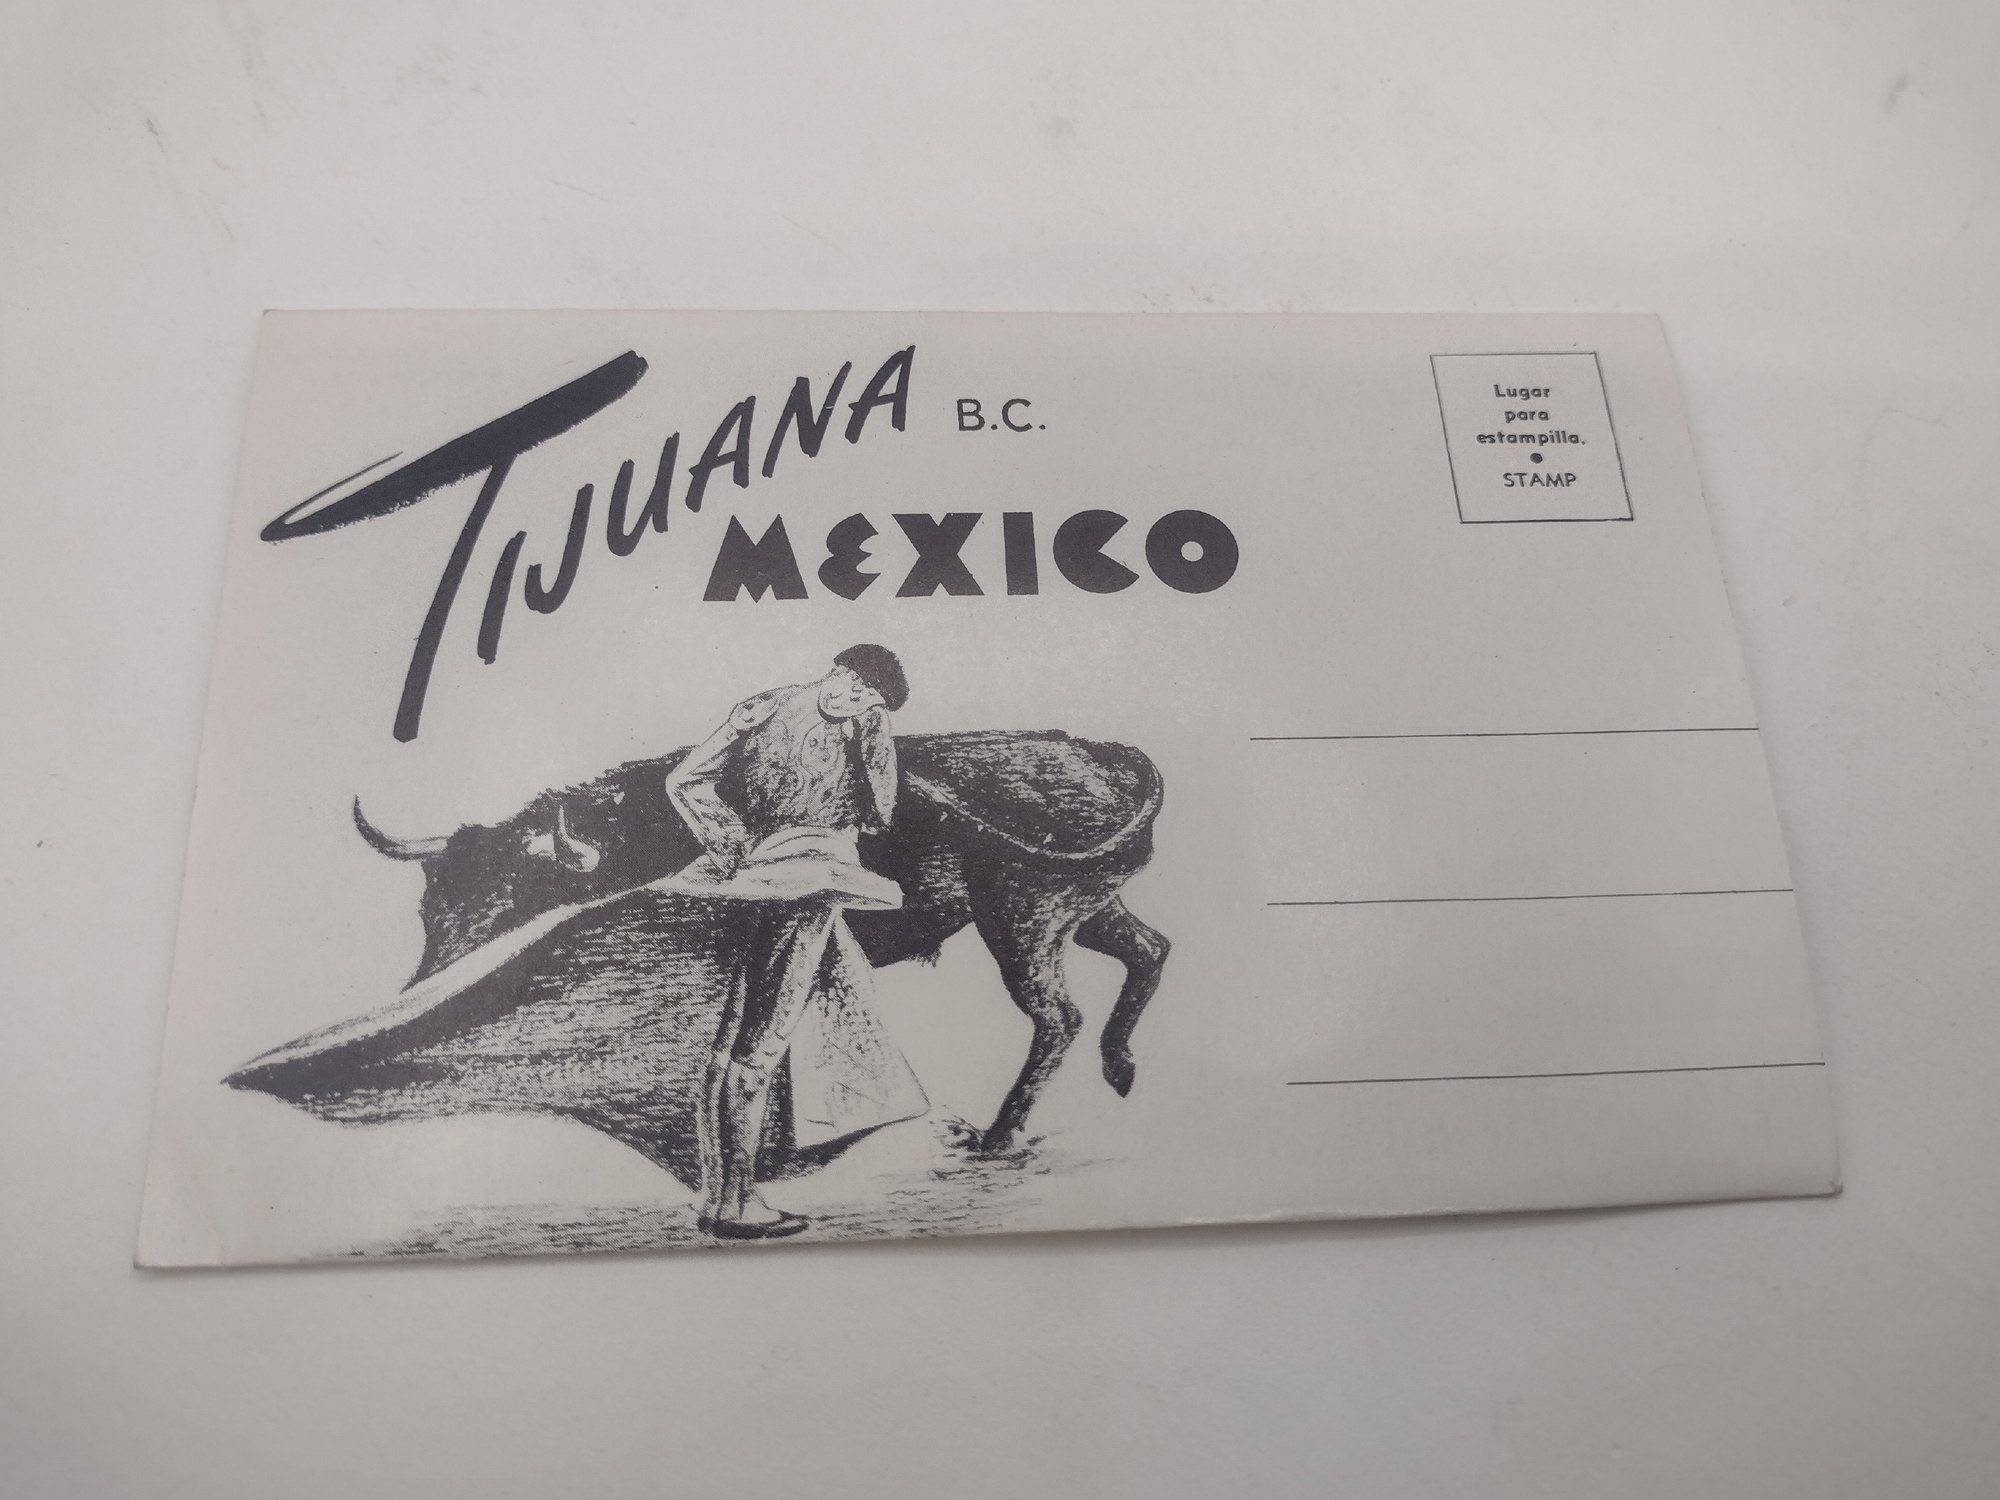 TIJUANA B.C.
MEXICO
Lugar
para
estampilla.
•
STAMP